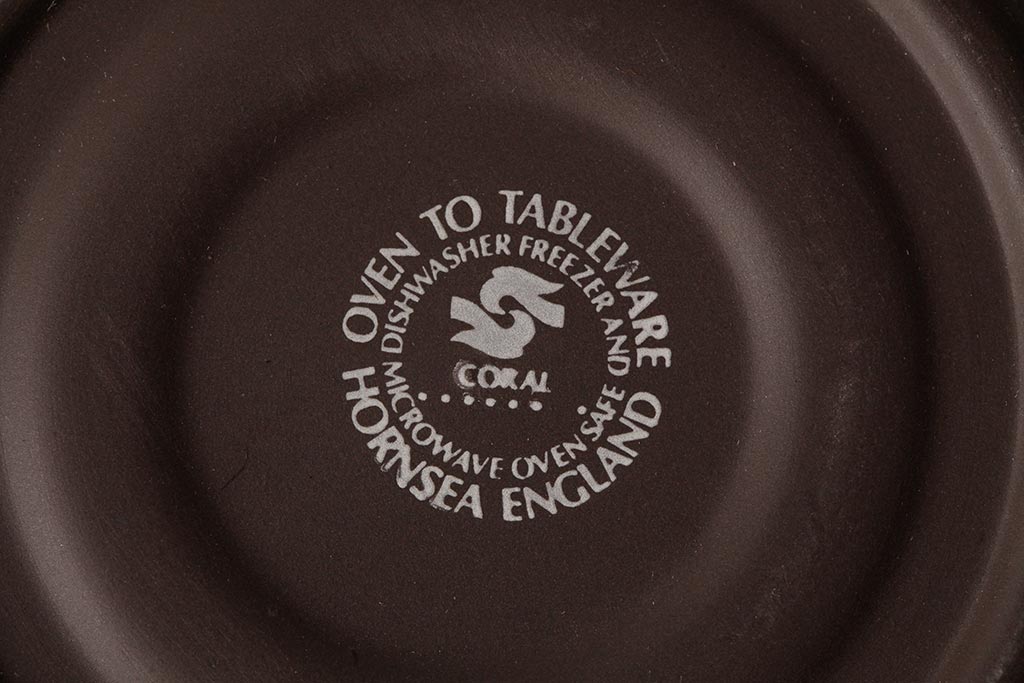 OVEN TO TABLEWARE
DISHWASHER FREEZER AND
MICROWAVE OVEN SAFE
CORAL
HORNSEA ENGLAND